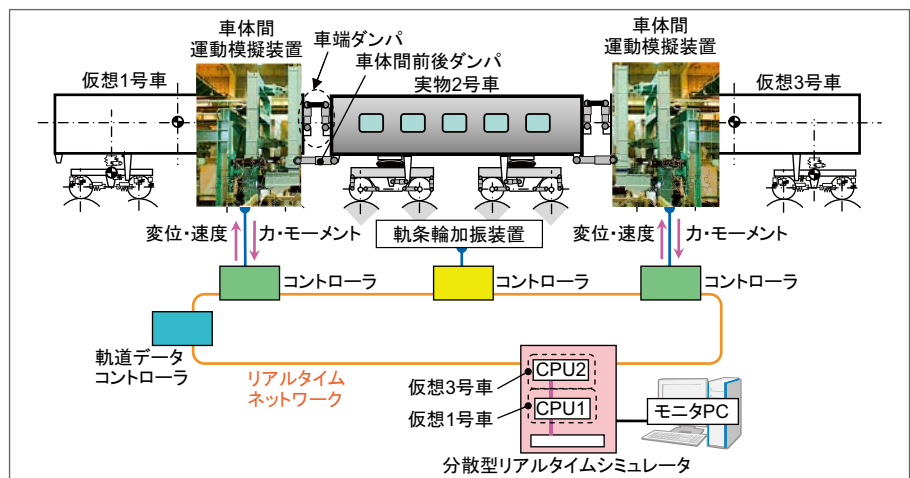 車体間
運動模擬装置
車端ダンパ
車体間前後ダンパ
車体間
運動模擬装置
仮想1号車
実物2号車
仮想3号車
変位・速度
力・モーメント
軌条輪加振装置
変位・速度
力・モーメント
コントローラ
コントローラ
コントローラ
軌道データ
コントローラ
リアルタイム
ネットワーク
仮想3号車
CPU2
仮想1号車
CPU1
モニタPC
分散型リアルタイムシミュレータ